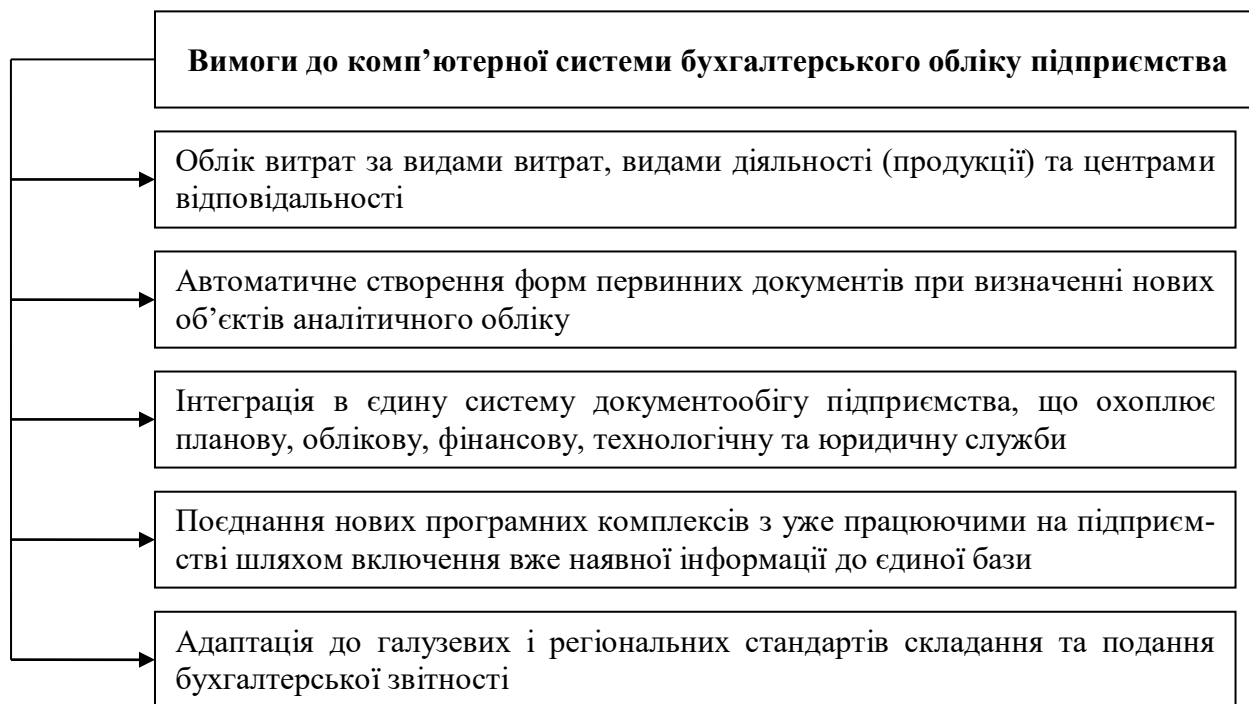 Вимоги до комп’ютерної системи бухгалтерського обліку підприємства
Облік витрат за видами витрат, видами діяльності (продукції) та центрами
відповідальності
Автоматичне створення форм первинних документів при визначенні нових
об’єктів аналітичного обліку
Інтеграція в єдину систему документообігу підприємства, що охоплює
планову, облікову, фінансову, технологічну та юридичну служби
Поєднання нових програмних комплексів з уже працюючими на підприєм-
стві шляхом включення вже наявної інформації до єдиної бази
Адаптація до галузевих і регіональних стандартів складання та подання
бухгалтерської звітності